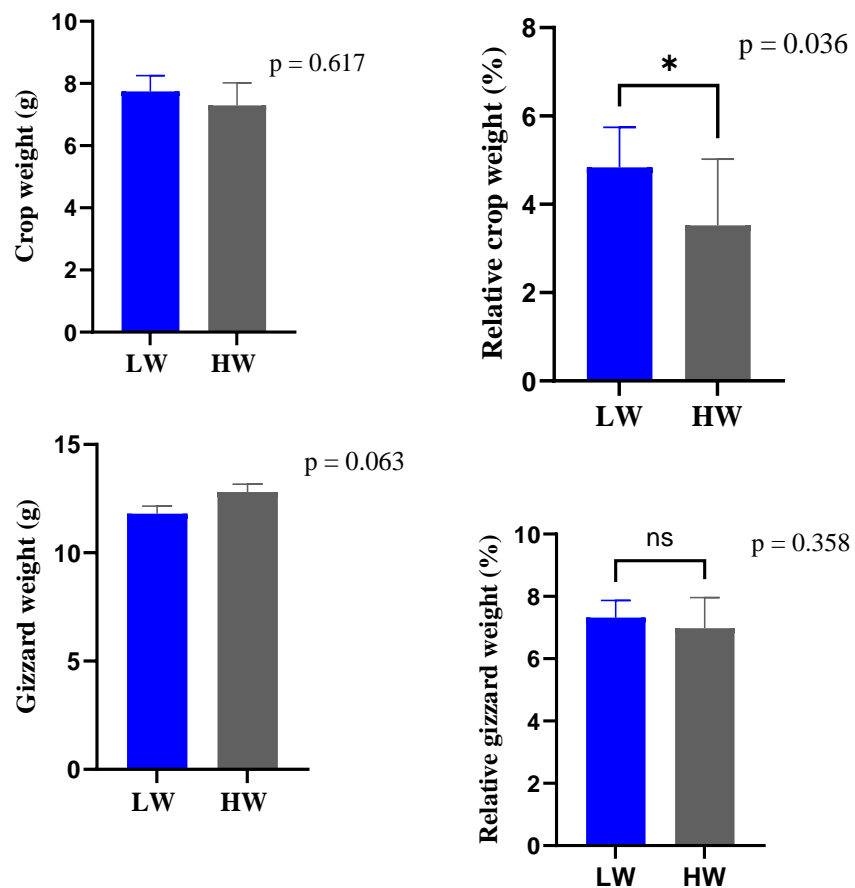 Crop weight (g)
10
8
6
4
2
0
p = 0.617
LW HW
Relative crop weight (%)
8
6
4
2
0
*
p = 0.036
LW HW
Gizzard weight (g)
15
10
5
0
p = 0.063
LW HW
Relative gizzard weight (%)
10
8
6
4
2
0
ns
p = 0.358
LW HW